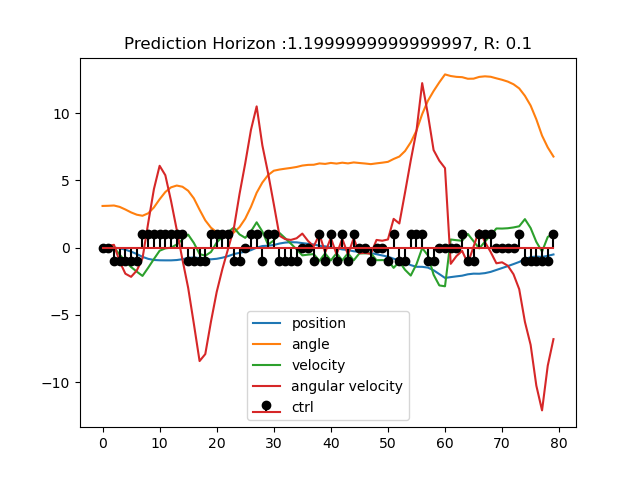 Prediction Horizon :1.1999999999999997, R: 0.1
10
5
0
−5
−10
position
angle
velocity
angular velocity
ctrl
0 10 20 30 40 50 60 70 80